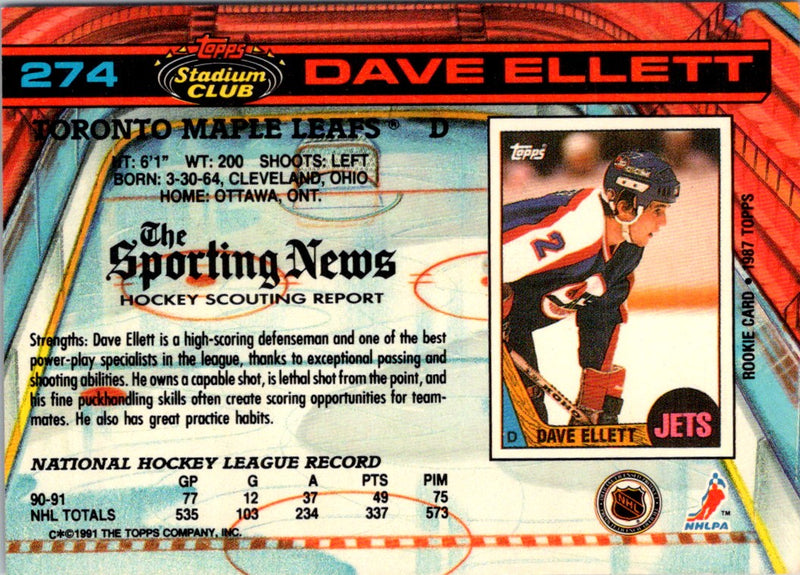 274
Topps
Stadium
CLUB
DAVE ELLETT
TORONTO MAPLE LEAFS® D
HT: 6'1" WT: 200 SHOOTS: LEFT
BORN: 3-30-64, CLEVELAND, OHIO
HOME: OTTAWA, ONT.
The
Sporting News
HOCKEY SCOUTING REPORT
Strengths: Dave Ellett is a high-scoring defenseman and one of the best
power-play specialists in the league, thanks to exceptional passing and
shooting abilities. He owns a capable shot, is lethal shot from the point, and
his fine puckhandling skills often create scoring opportunities for team-
mates. He also has great practice habits.
NATIONAL HOCKEY LEAGUE RECORD
GP G A PTS PIM
90-91 77 12 37 49 75
NHL TOTALS 535 103 234 337 573
C*©1991 THE TOPPS COMPANY, INC.
Topps
2
D DAVE ELLETT JETS
ROOKIE CARD • 1987 TOPPS
NHL
NHLPA™